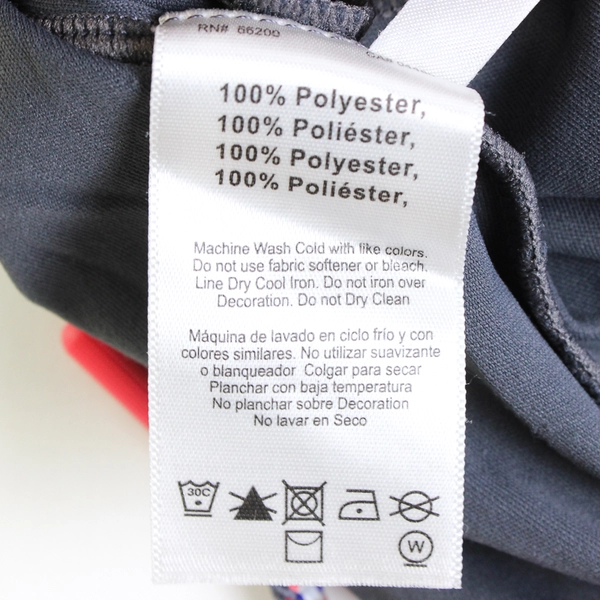 RN# 66209
100% Polyester,
100% Poliéster,
100% Polyester,
100% Poliéster,
Machine Wash Cold with like colors.
Do not use fabric softener or bleach.
Line Dry Cool Iron. Do not iron over
Decoration. Do not Dry Clean
Máquina de lavado en ciclo frío y con
colores similares. No utilizar suavizante
o blanqueador Colgar para secar
Planchar con baja temperatura
No planchar sobre Decoration
No lavar en Seco
30C
W